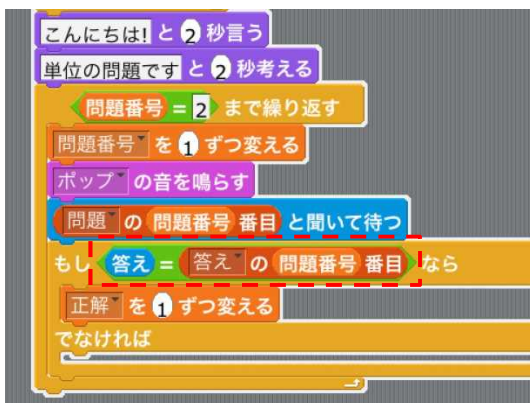 こんにちは! と 2 秒言う
単位の問題です と 2 秒考える
問題番号 = 2 まで繰り返す
問題番号 を 1 ずつ変える
ポップ の音を鳴らす
問題 の 問題番号 番目 と聞いて待つ
もし 答え = 答え の 問題番号 番目 なら
正解 を 1 ずつ変える
でなければ